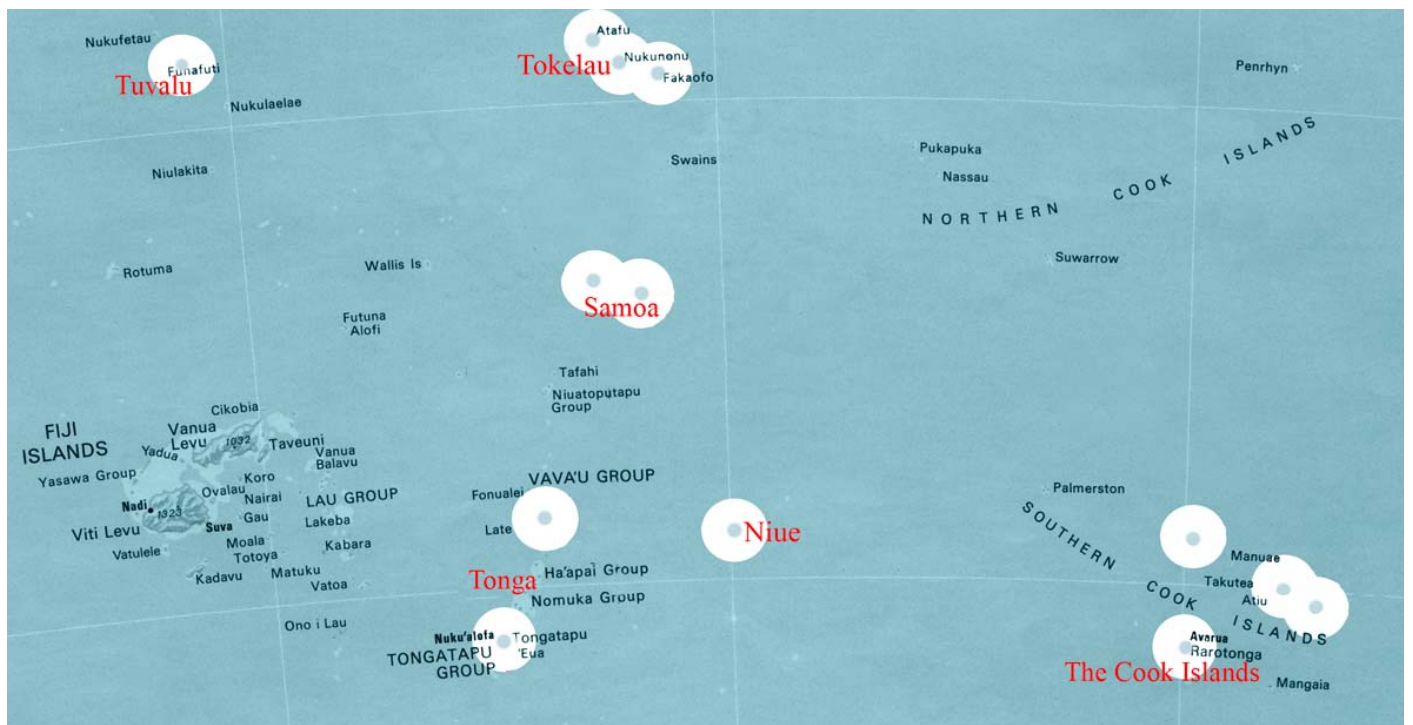 Nukufetau
Funafuti
Tuvalu
Nukulaelae
Niulakita
Atafu
Tokelau
Nukunonu
Fakaofo
Swains
Penrhyn
Pukapuka
Nassau
NORTHERN COOK ISLANDS
Suwarrow
Rotuma
Wallis Is
Futuna
Alofi
Samoa
Tafahi
Niuatoputapu
Group
FIJI
ISLANDS
Cikobia
Vanua
Levu
1032
Taveuni
Yadua
Yasawa Group
Vanua
Balavu
Koro
Ovalau
Nairai
LAU GROUP
Nadi
1323
Viti Levu
Suva
Gau
Lakeba
Vatulele
Moala
Totoya
Kabara
Kadavu
Matuku
Vatoa
Ono i Lau
VAVA'U GROUP
Fonualei
Late
Niue
Tonga
Ha'apai Group
Nomuka Group
Nuku'alofa
Tongatapu
'Eua
TONGATAPU
GROUP
Palmerston
SOUTHERN COOK ISLANDS
Manuae
Takutea
Atiu
Avarua
Rarotonga
The Cook Islands
Mangaia